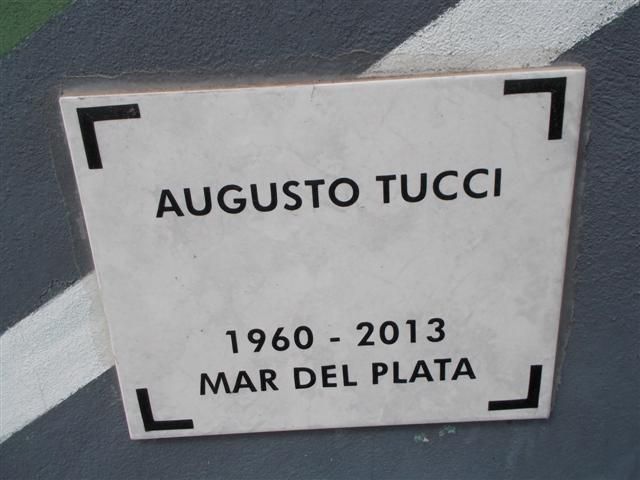 AUGUSTO TUCCI
1960 - 2013
MAR DEL PLATA